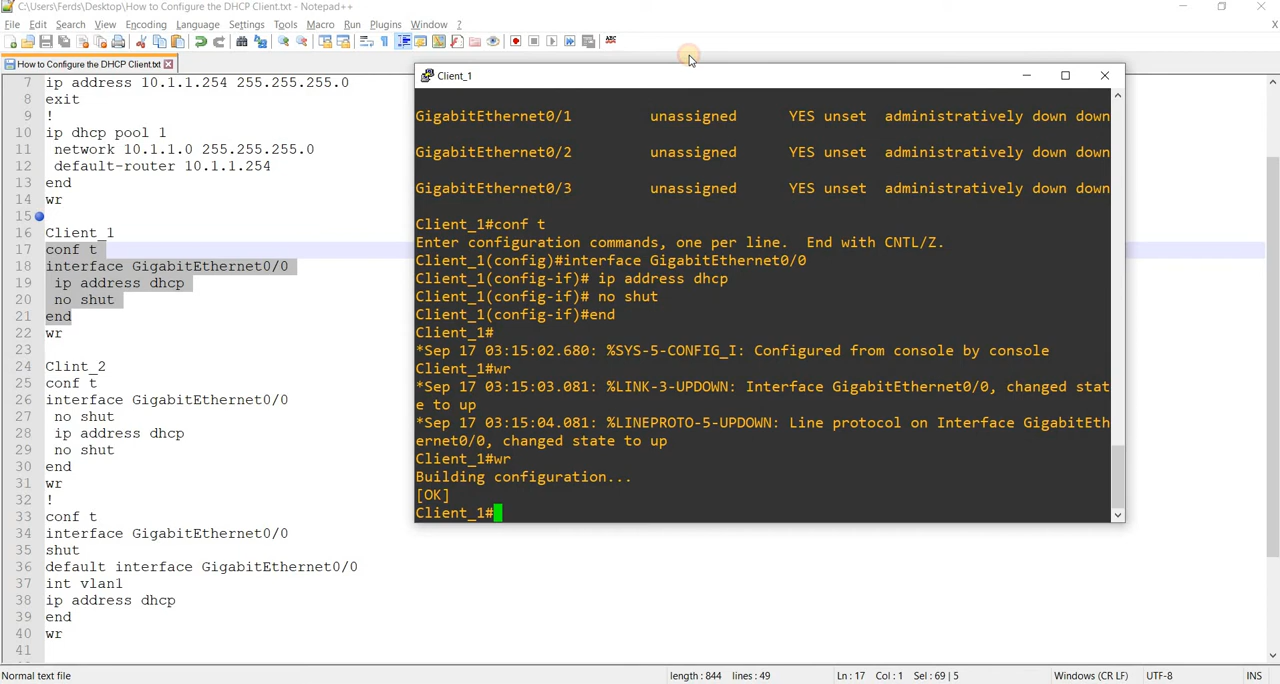 C:\Users\Ferds\Desktop\How to Configure the DHCP Client.txt - Notepad++
File Edit Search View Encoding Language Settings Tools Macro Run Plugins Window ? X
How to Configure the DHCP Client.txt
7 ip address 10.1.1.254 255.255.255.0
8 exit
9 !
10 ip dhcp pool 1
11 network 10.1.1.0 255.255.255.0
12 default-router 10.1.1.254
13 end
14 wr
15
16 Client_1
17 conf t
18 interface GigabitEthernet0/0
19 ip address dhcp
20 no shut
21 end
22 wr
23
24 Clint_2
25 conf t
26 interface GigabitEthernet0/0
27 no shut
28 ip address dhcp
29 no shut
30 end
31 wr
32 !
33 conf t
34 interface GigabitEthernet0/0
35 shut
36 default interface GigabitEthernet0/0
37 int vlan1
38 ip address dhcp
39 end
40 wr
41
Client_1
GigabitEthernet0/1 unassigned YES unset administratively down down
GigabitEthernet0/2 unassigned YES unset administratively down down
GigabitEthernet0/3 unassigned YES unset administratively down down
Client_1#conf t
Enter configuration commands, one per line. End with CNTL/Z.
Client_1(config)#interface GigabitEthernet0/0
Client_1(config-if)# ip address dhcp
Client_1(config-if)# no shut
Client_1(config-if)#end
Client_1#
*Sep 17 03:15:02.680: %SYS-5-CONFIG_I: Configured from console by console
Client_1#wr
*Sep 17 03:15:03.081: %LINK-3-UPDOWN: Interface GigabitEthernet0/0, changed stat
e to up
*Sep 17 03:15:04.081: %LINEPROTO-5-UPDOWN: Line protocol on Interface GigabitEth
ernet0/0, changed state to up
Client_1#wr
Building configuration...
[OK]
Client_1#
Normal text file length : 844 lines : 49 Ln : 17 Col : 1 Sel : 69 | 5 Windows (CR LF) UTF-8 INS